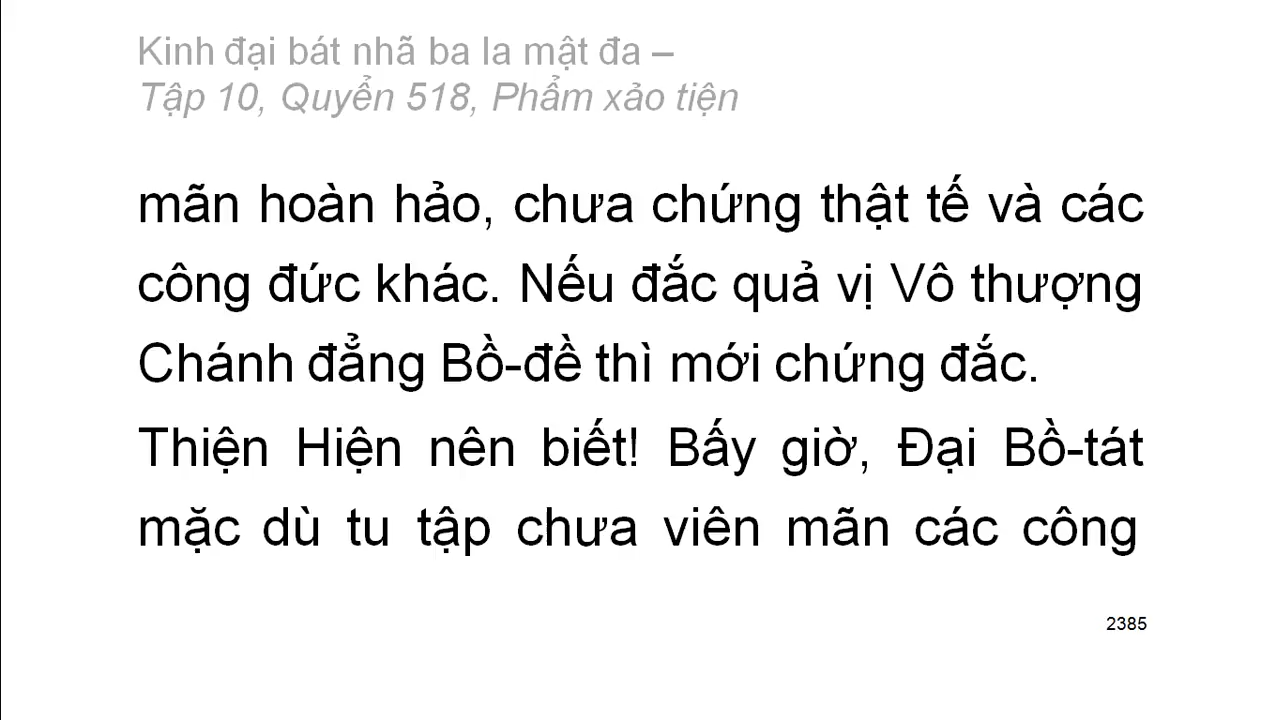 Kinh đại bát nhã ba la mật đa –
Tập 10, Quyển 518, Phẩm xảo tiện
mãn hoàn hảo, chưa chứng thật tế và các
công đức khác. Nếu đắc quả vị Vô thượng
Chánh đẳng Bồ-đề thì mới chứng đắc.
Thiện Hiện nên biết! Bấy giờ, Đại Bồ-tát
mặc dù tu tập chưa viên mãn các công
2385